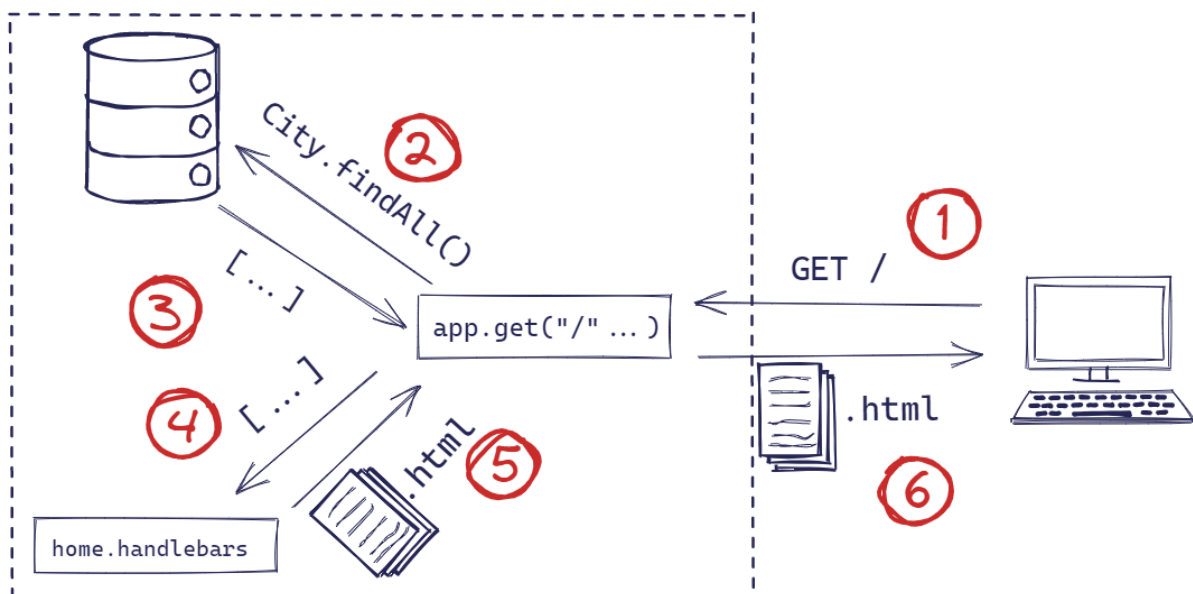 City.findAll()
2
1
GET /
[...]
3
app.get("/" ...)
[...]
4
.html
5
.html
6
home.handlebars